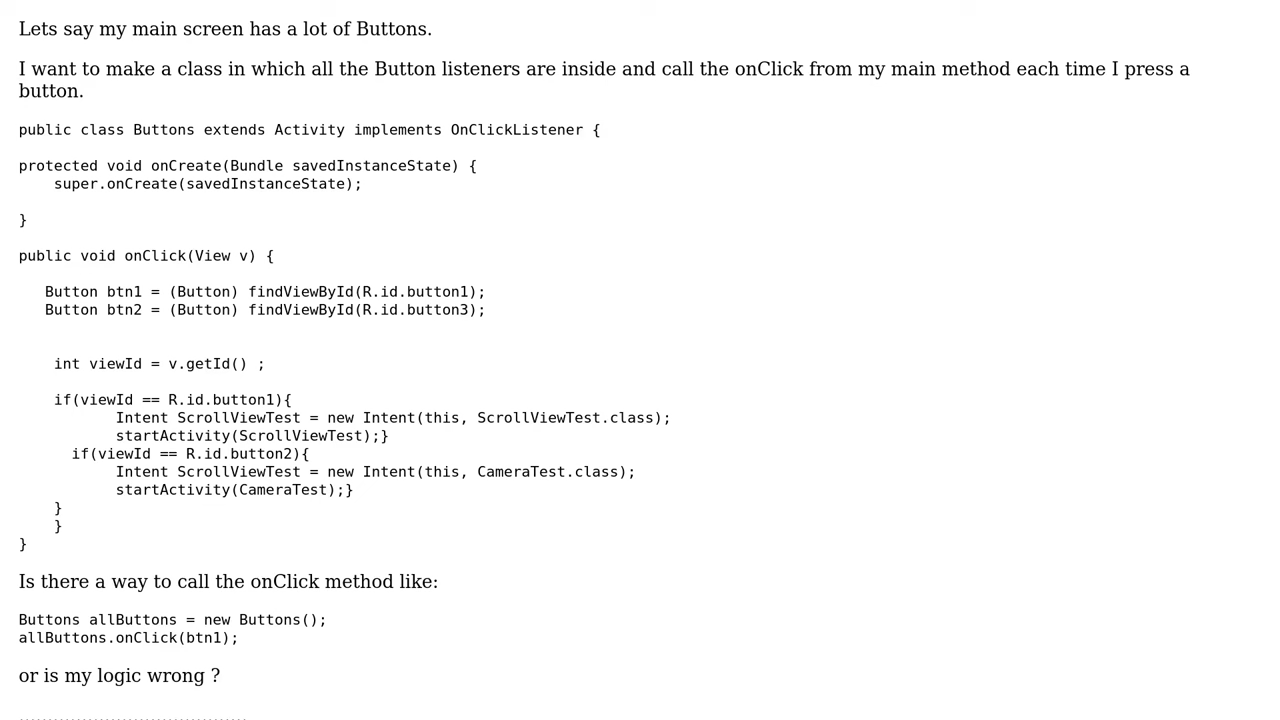 Lets say my main screen has a lot of Buttons.
I want to make a class in which all the Button listeners are inside and call the onClick from my main method each time I press a
button.
public class Buttons extends Activity implements OnClickListener {
protected void onCreate(Bundle savedInstanceState) {
    super.onCreate(savedInstanceState);
}
public void onClick(View v) {
   Button btn1 = (Button) findViewById(R.id.button1);
   Button btn2 = (Button) findViewById(R.id.button3);
    int viewId = v.getId() ;
    if(viewId == R.id.button1){
           Intent ScrollViewTest = new Intent(this, ScrollViewTest.class);
           startActivity(ScrollViewTest);}
      if(viewId == R.id.button2){
           Intent ScrollViewTest = new Intent(this, CameraTest.class);
           startActivity(CameraTest);}
    }
    }
}
Is there a way to call the onClick method like:
Buttons allButtons = new Buttons();
allButtons.onClick(btn1);
or is my logic wrong ?